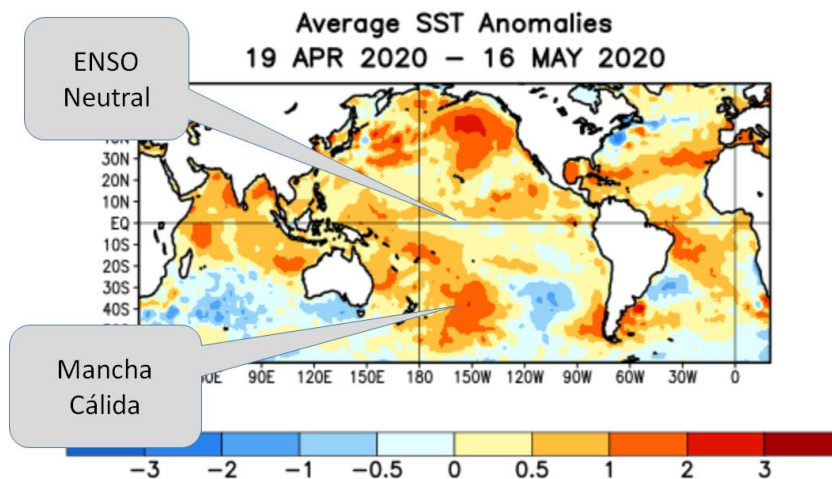 Average SST Anomalies
19 APR 2020 – 16 MAY 2020
ENSO
Neutral
30N
20N
10N
EQ
10S
20S
30S
40S
90E 120E 150E 180 150W 120W 90W 60W 30W 0
Mancha
Cálida
-3 -2 -1 -0.5 0 0.5 1 2 3